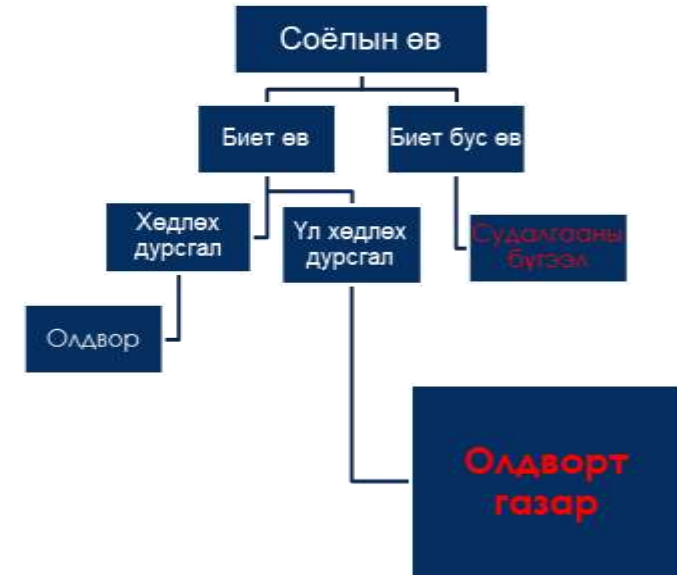 Соёлын өв
Биет өв
Биет бус өв
Хөдлөх
дурсгал
Үл хөдлөх
дурсгал
Судалгааны
бүтээл
Олдвор
Олдворт
газар